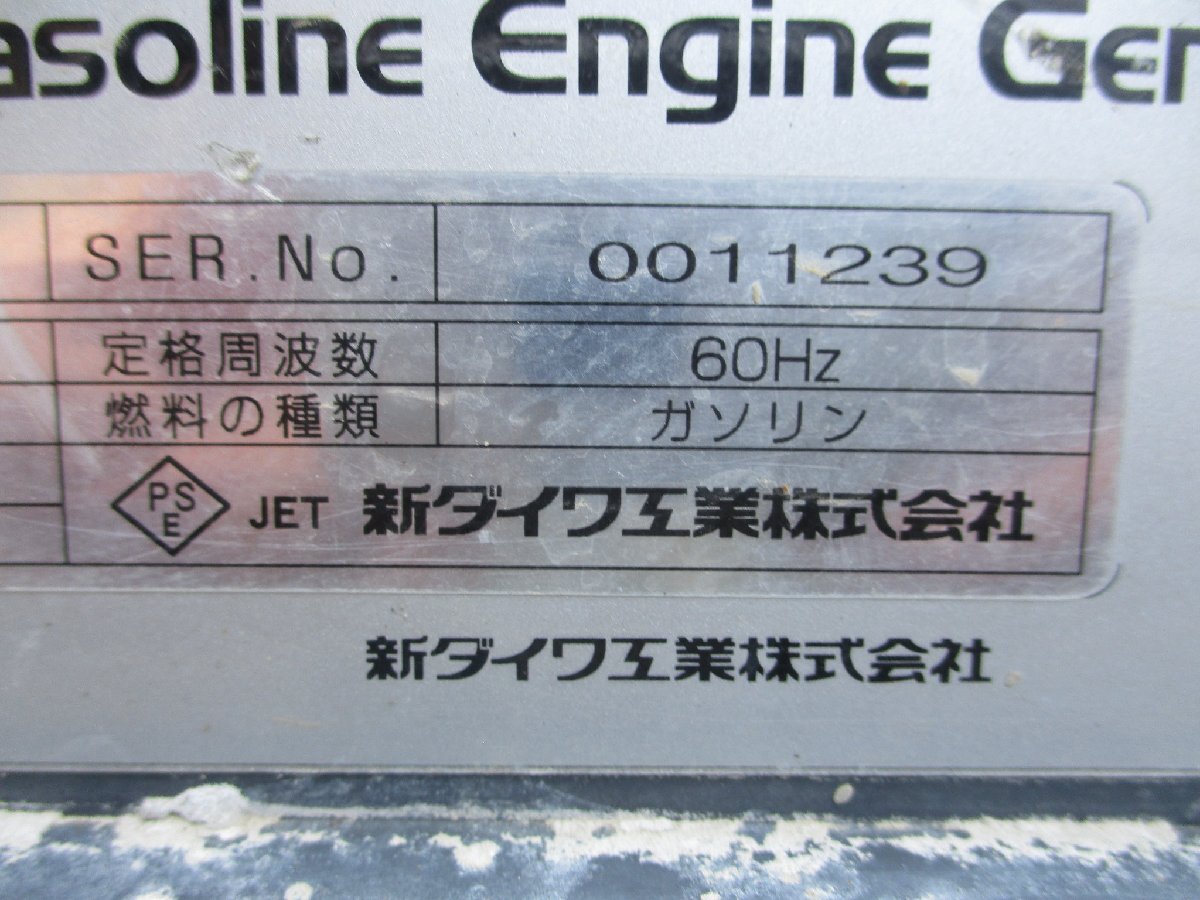 asoline Engine Gen
SER.No. 0011239
定格周波数 60Hz
燃料の種類 ガソリン
PSE JET 新ダイワ工業株式会社
新ダイワ工業株式会社